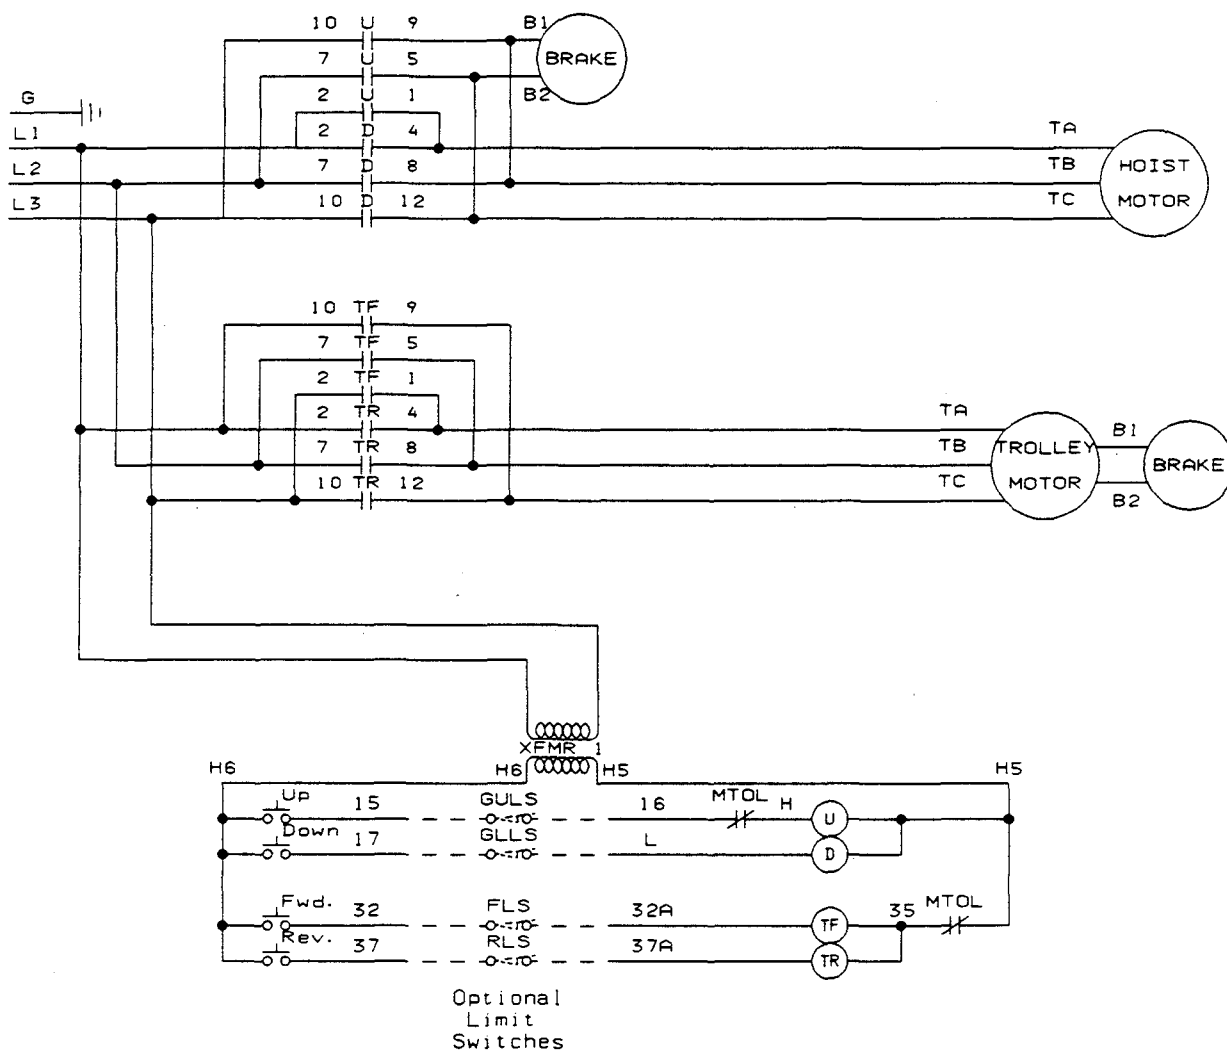 10 U 9 B1
7 U 5 BRAKE
2 U 1 B2
G
2 D 4
L1 TA
7 D 8
L2 TB HOIST
10 D 12
L3 TC MOTOR
10 TF 9
7 TF 5
2 TF 1
2 TR 4 TA
7 TR 8 TB TROLLEY B1
10 TR 12 TC MOTOR B2 BRAKE
XFMR 1
H6 H6 H5 H5
Up 15 GULS 16 MTOL H U
Down 17 GLLS L D
Fwd. 32 FLS 32A TF 35 MTOL
Rev. 37 RLS 37A TR
Optional
Limit
Switches